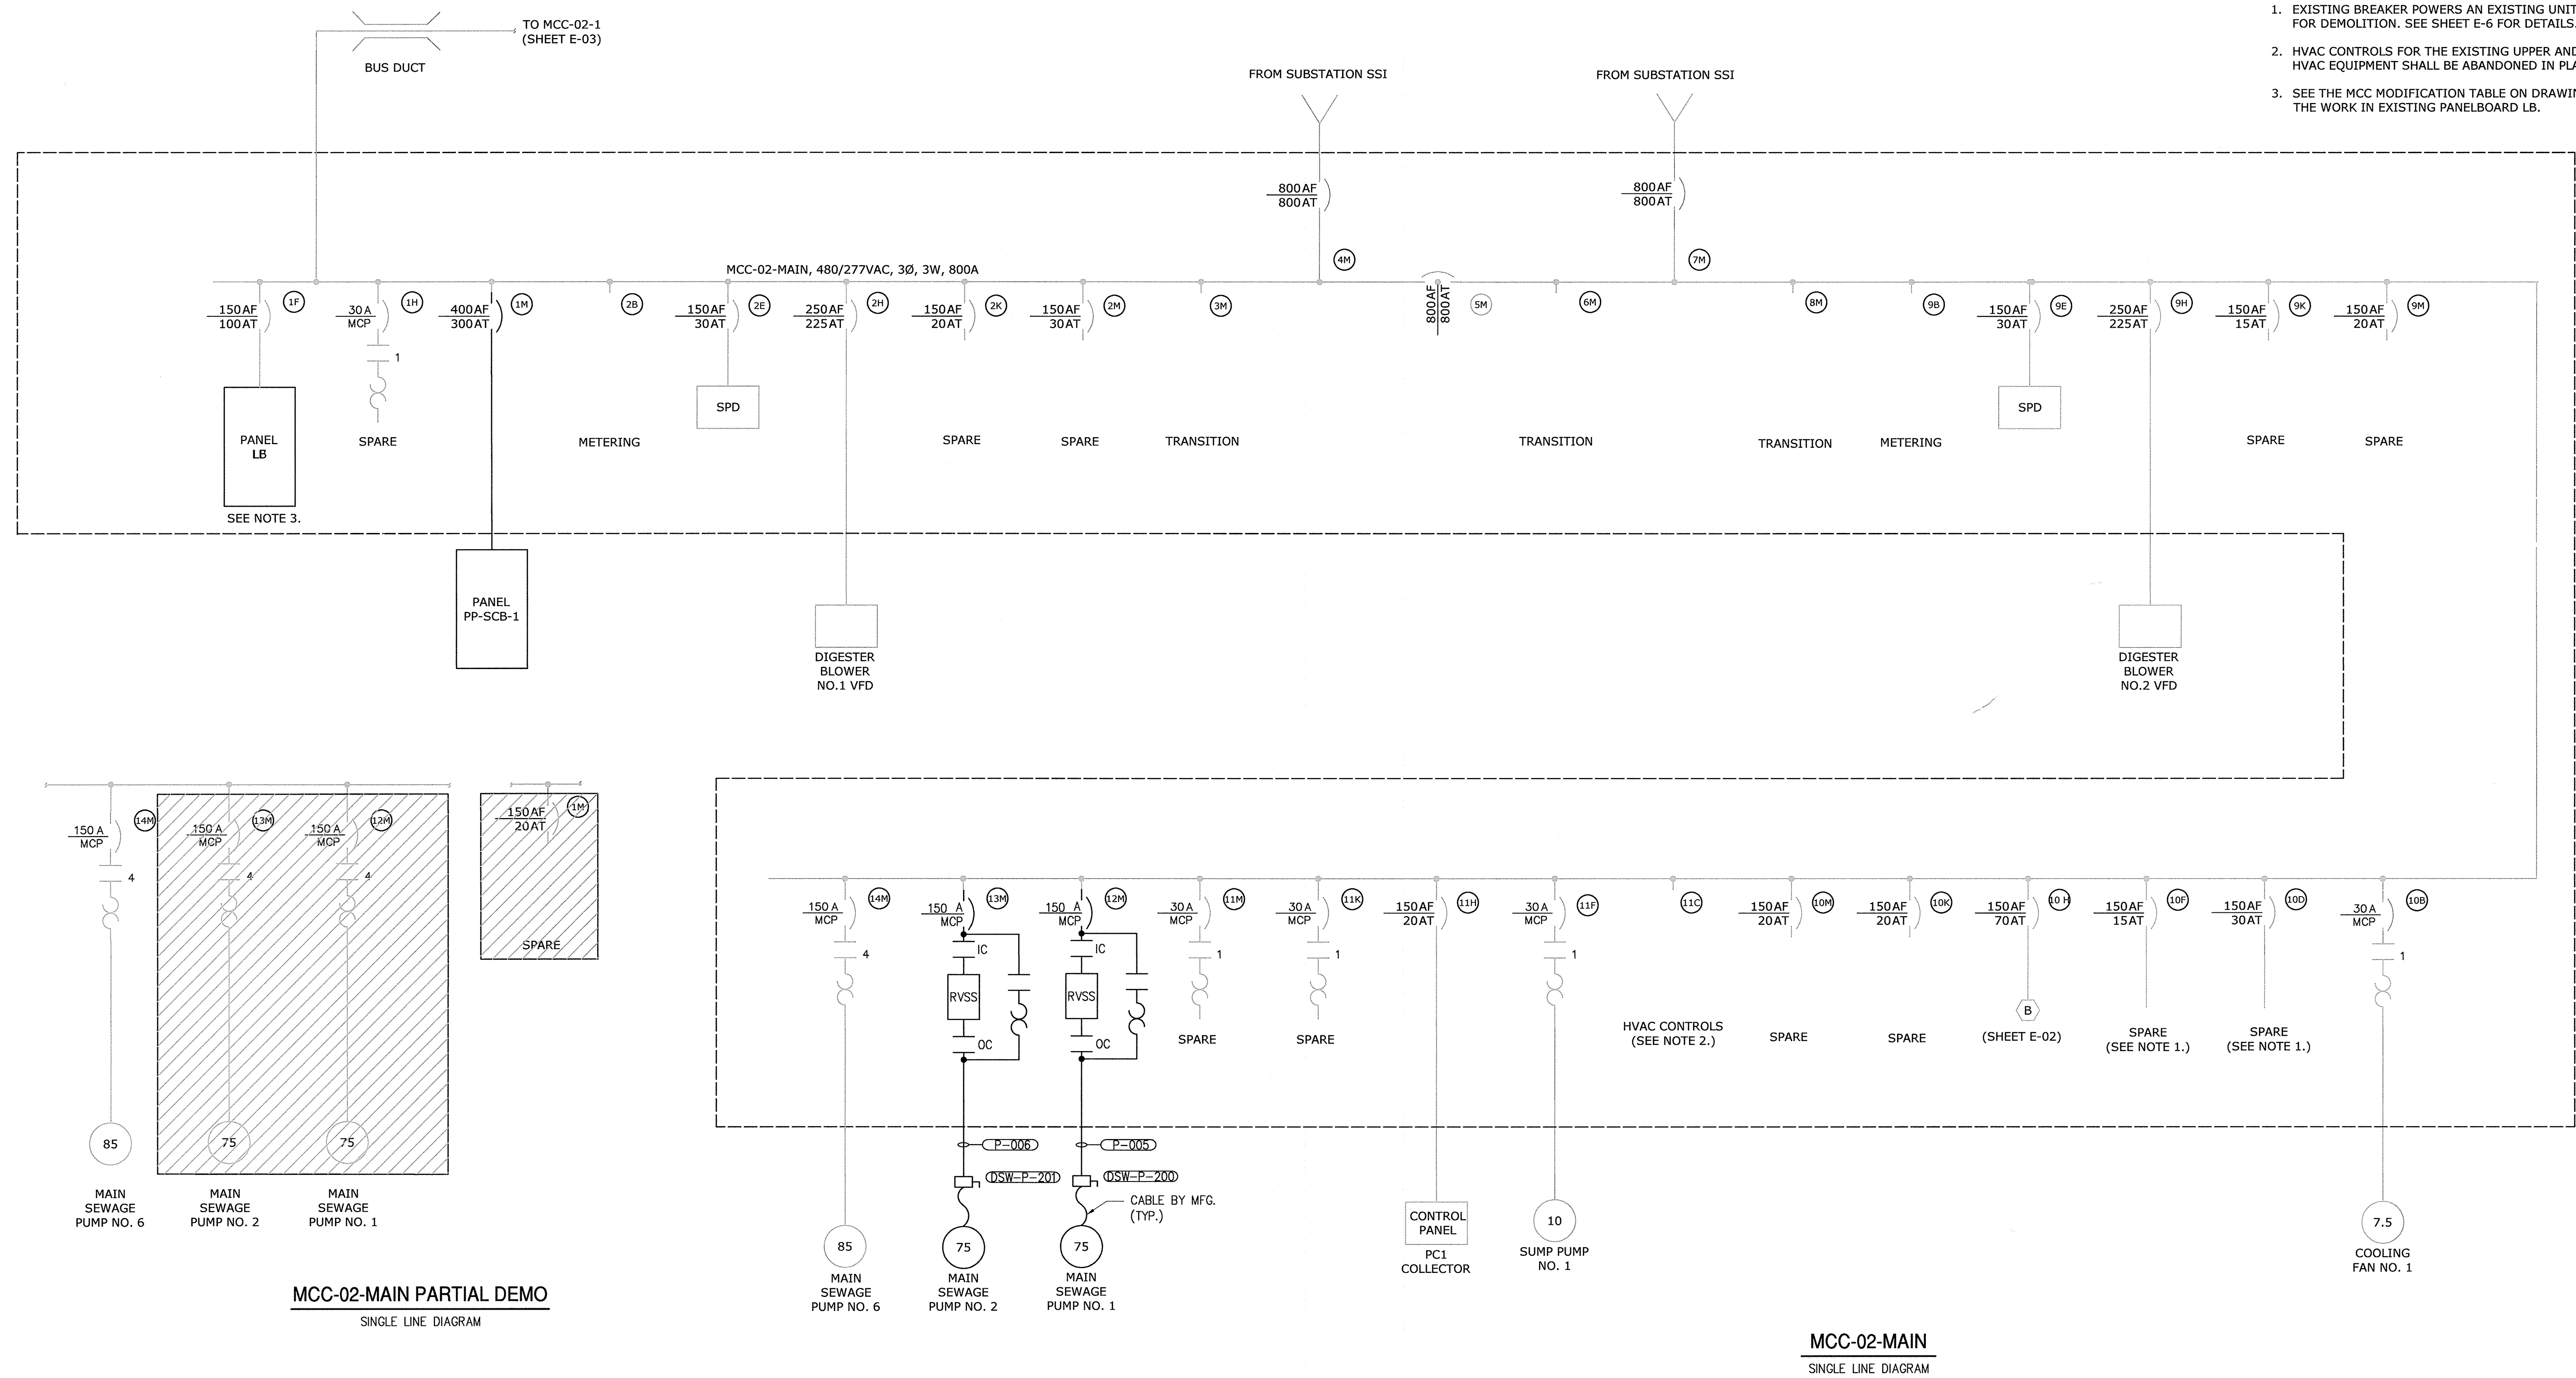 TO MCC-02-1
(SHEET E-03)
BUS DUCT
FROM SUBSTATION SSI
FROM SUBSTATION SSI
1. EXISTING BREAKER POWERS AN EXISTING UNIT
FOR DEMOLITION. SEE SHEET E-6 FOR DETAILS.
2. HVAC CONTROLS FOR THE EXISTING UPPER AND
HVAC EQUIPMENT SHALL BE ABANDONED IN PLA
3. SEE THE MCC MODIFICATION TABLE ON DRAWIN
THE WORK IN EXISTING PANELBOARD LB.
800AF
800AT
800AF
800AT
4M
7M
MCC-02-MAIN, 480/277VAC, 3Ø, 3W, 800A
150AF
100AT
1F
30A
MCP
1H
1
400AF
300AT
1M
2B
150AF
30AT
2E
250AF
225AT
2H
150AF
20AT
2K
150AF
30AT
2M
3M
800AF
800AT
5M
6M
8M
9B
150AF
30AT
9E
250AF
225AT
9H
150AF
15AT
9K
150AF
20AT
9M
PANEL
LB
SEE NOTE 3.
SPARE
METERING
SPD
SPARE
SPARE
TRANSITION
TRANSITION
TRANSITION
METERING
SPD
SPARE
SPARE
PANEL
PP-SCB-1
DIGESTER
BLOWER
NO.1 VFD
DIGESTER
BLOWER
NO.2 VFD
150A
MCP
14M
4
150A
MCP
13M
4
150A
MCP
12M
4
150AF
20AT
1M
SPARE
85
75
75
MAIN
SEWAGE
PUMP NO. 6
MAIN
SEWAGE
PUMP NO. 2
MAIN
SEWAGE
PUMP NO. 1
MCC-02-MAIN PARTIAL DEMO
SINGLE LINE DIAGRAM
150A
MCP
14M
4
150 A
MCP
13M
IC
RVSS
OC
150 A
MCP
12M
IC
RVSS
OC
30A
MCP
11M
1
SPARE
30A
MCP
11K
1
SPARE
150AF
20AT
11H
30A
MCP
11F
1
11C
HVAC CONTROLS
(SEE NOTE 2.)
150AF
20AT
10M
SPARE
150AF
20AT
10K
SPARE
150AF
70AT
10H
B
(SHEET E-02)
150AF
15AT
10F
SPARE
(SEE NOTE 1.)
150AF
30AT
10D
SPARE
(SEE NOTE 1.)
30A
MCP
10B
1
P-006
P-005
DSW-P-201
DSW-P-200
CABLE BY MFG.
(TYP.)
85
MAIN
SEWAGE
PUMP NO. 6
75
MAIN
SEWAGE
PUMP NO. 2
75
MAIN
SEWAGE
PUMP NO. 1
CONTROL
PANEL
PC1
COLLECTOR
10
SUMP PUMP
NO. 1
7.5
COOLING
FAN NO. 1
MCC-02-MAIN
SINGLE LINE DIAGRAM